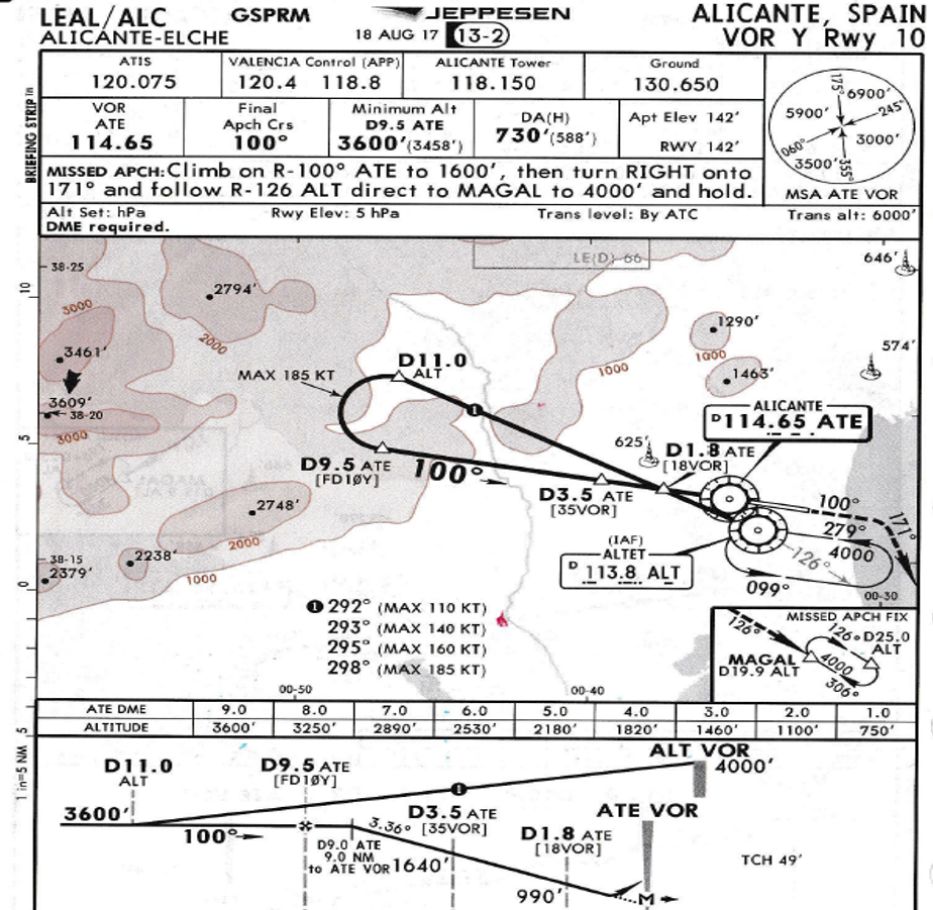 LEAL/ALC GSPRM JEPPESEN ALICANTE, SPAIN
ALICANTE-ELCHE 18 AUG 17 13-2 VOR Y Rwy 10
ATIS VALENCIA Control (APP) ALICANTE Tower Ground
120.075 120.4 118.8 118.150 130.650
VOR ATE 114.65
Final Apch Crs 100°
Minimum Alt D9.5 ATE 3600'(3458')
DA(H) 730'(588')
Apt Elev 142'
RWY 142'
BRIEFING STRIP TM
MISSED APCH: Climb on R-100° ATE to 1600', then turn RIGHT onto
171° and follow R-126 ALT direct to MAGAL to 4000' and hold.
Alt Set: hPa Rwy Elev: 5 hPa Trans level: By ATC Trans alt: 6000'
DME required.
175° 6900'
5900' 245°
060° 3000'
3500' 355°
MSA ATE VOR
LE(D) 66
646'
38-25
10
2794'
3000
1290'
2000
574'
3461'
1000
1000
D11.0
ALT
MAX 185 KT
1463'
3609'
38-20
3000
ALICANTE
D 114.65 ATE
5
625'
D1.8 ATE
[18VOR]
D9.5 ATE
[FD10Y]
100°
D3.5 ATE
[35VOR]
100°
171°
279°
4000
2748'
2000
(IAF)
ALTET
D 113.8 ALT
126°
099°
38-15
2238'
2379'
1000
0
00-30
1 292° (MAX 110 KT)
293° (MAX 140 KT)
295° (MAX 160 KT)
298° (MAX 185 KT)
MISSED APCH FIX
126°
126° D25.0
ALT
MAGAL
D19.9 ALT
4000
306°
00-50 00-40
5
1 in=5 NM
ATE DME 9.0 8.0 7.0 6.0 5.0 4.0 3.0 2.0 1.0
ALTITUDE 3600' 3250' 2890' 2530' 2180' 1820' 1460' 1100' 750'
ALT VOR
4000'
D11.0
ALT
D9.5 ATE
[FD10Y]
1
ATE VOR
3600'
D3.5 ATE
[35VOR]
100°
3.36°
D1.8 ATE
[18VOR]
D9.0 ATE
9.0 NM
to ATE VOR
1640'
TCH 49'
990'
M